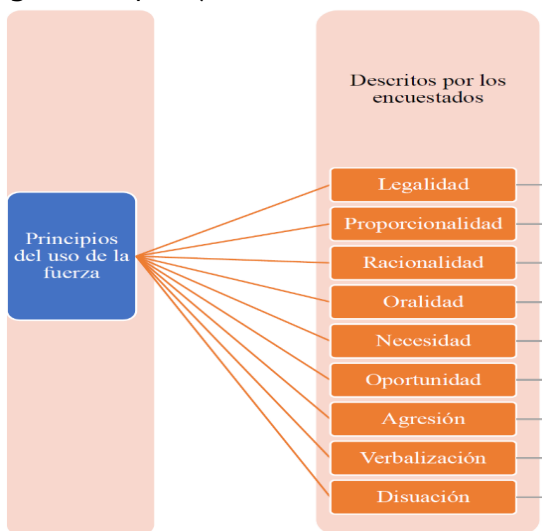 Descritos por los
encuestados
Principios
del uso de la
fuerza
Legalidad
Proporcionalidad
Racionalidad
Oralidad
Necesidad
Oportunidad
Agresión
Verbalización
Disuación